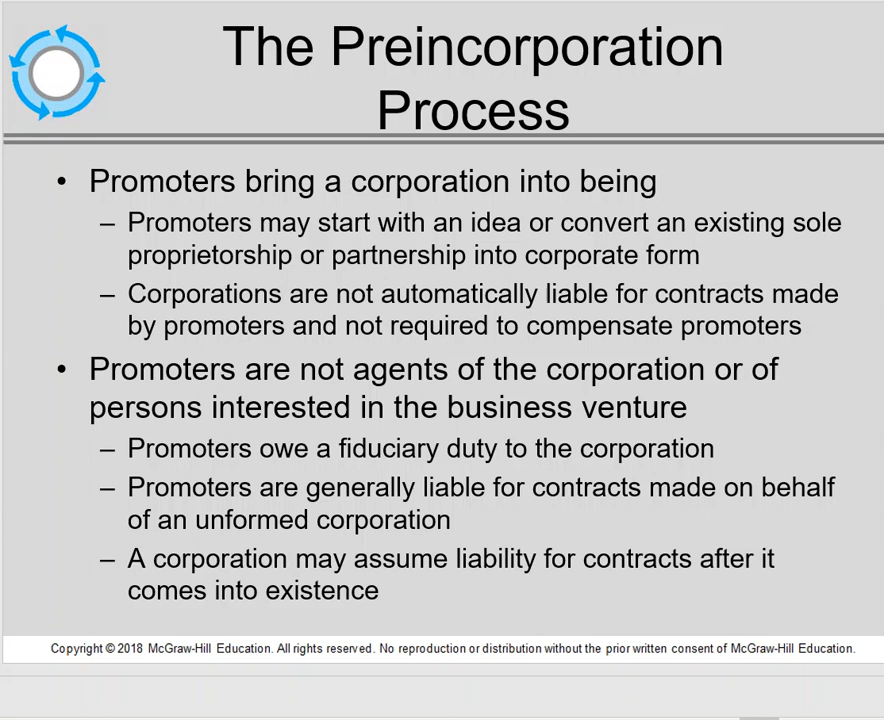 The Preincorporation
Process
• Promoters bring a corporation into being
– Promoters may start with an idea or convert an existing sole
proprietorship or partnership into corporate form
– Corporations are not automatically liable for contracts made
by promoters and not required to compensate promoters
• Promoters are not agents of the corporation or of
persons interested in the business venture
– Promoters owe a fiduciary duty to the corporation
– Promoters are generally liable for contracts made on behalf
of an unformed corporation
– A corporation may assume liability for contracts after it
comes into existence
Copyright © 2018 McGraw-Hill Education. All rights reserved. No reproduction or distribution without the prior written consent of McGraw-Hill Education.